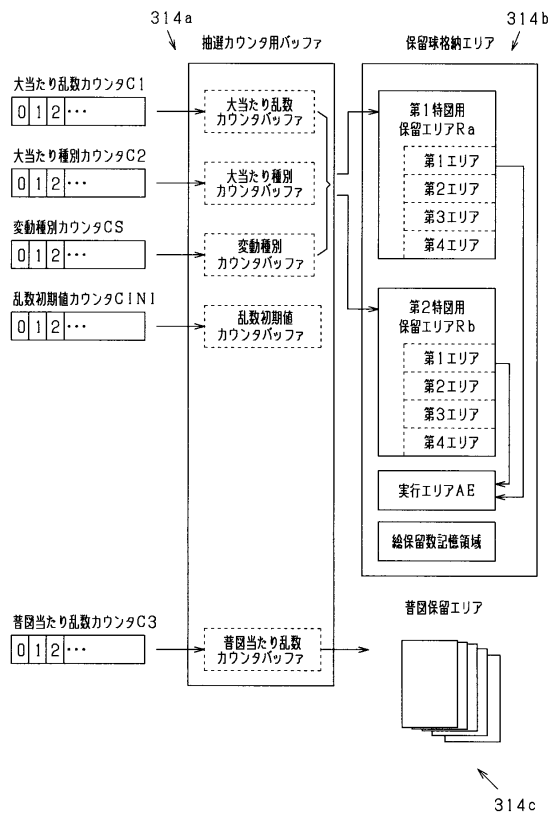 314a
314b
抽選カウンタ用バッファ
保留球格納エリア
大当たり乱数カウンタC1
0 1 2 ・・・
大当たり乱数
カウンタバッファ
大当たり種別カウンタC2
0 1 2 ・・・
大当たり種別
カウンタバッファ
変動種別カウンタCS
0 1 2 ・・・
変動種別
カウンタバッファ
乱数初期値カウンタCINI
0 1 2 ・・・
乱数初期値
カウンタバッファ
第1特図用
保留エリアRa
第1エリア
第2エリア
第3エリア
第4エリア
第2特図用
保留エリアRb
第1エリア
第2エリア
第3エリア
第4エリア
実行エリアAE
総保留数記憶領域
普図当たり乱数カウンタC3
0 1 2 ・・・
普図当たり乱数
カウンタバッファ
普図保留エリア
314c